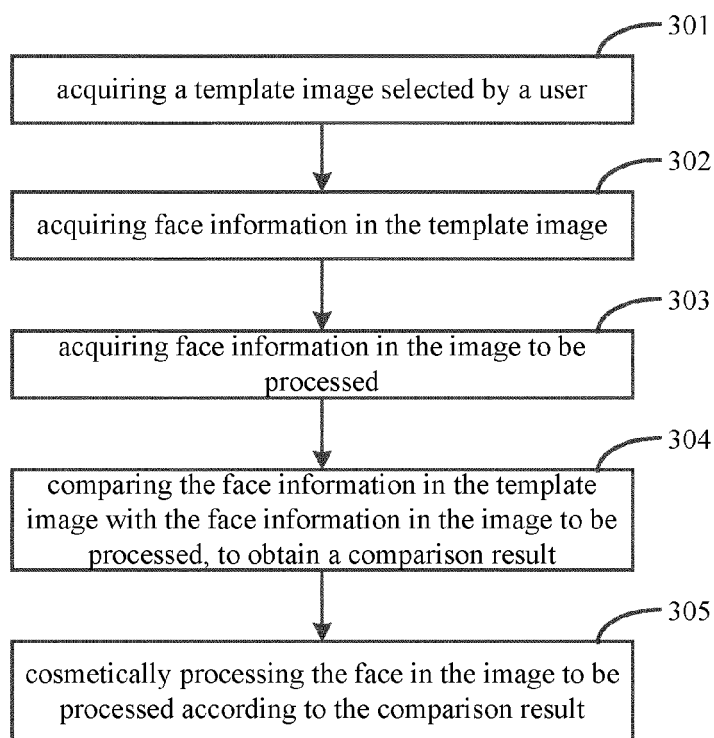 301
acquiring a template image selected by a user
302
acquiring face information in the template image
303
acquiring face information in the image to be
processed
304
comparing the face information in the template
image with the face information in the image to be
processed, to obtain a comparison result
305
cosmetically processing the face in the image to be
processed according to the comparison result